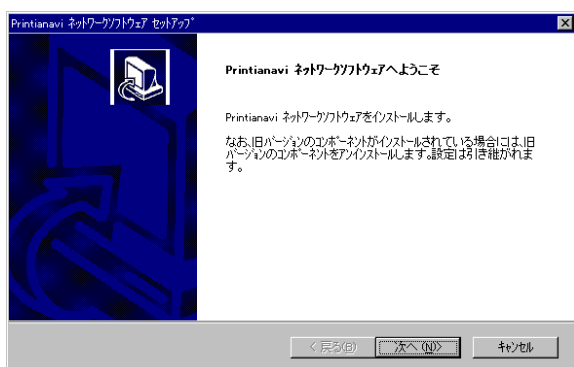 Printianavi ネットワークソフトウェア セットアップ
Printianavi ネットワークソフトウェアへようこそ
Printianavi ネットワークソフトウェアをインストールします。
なお、旧バージョンのコンポーネントがインストールされている場合には、旧
バージョンのコンポーネントをアンインストールします。設定は引き継がれま
す。
< 戻る(B) 次へ (N)> キャンセル